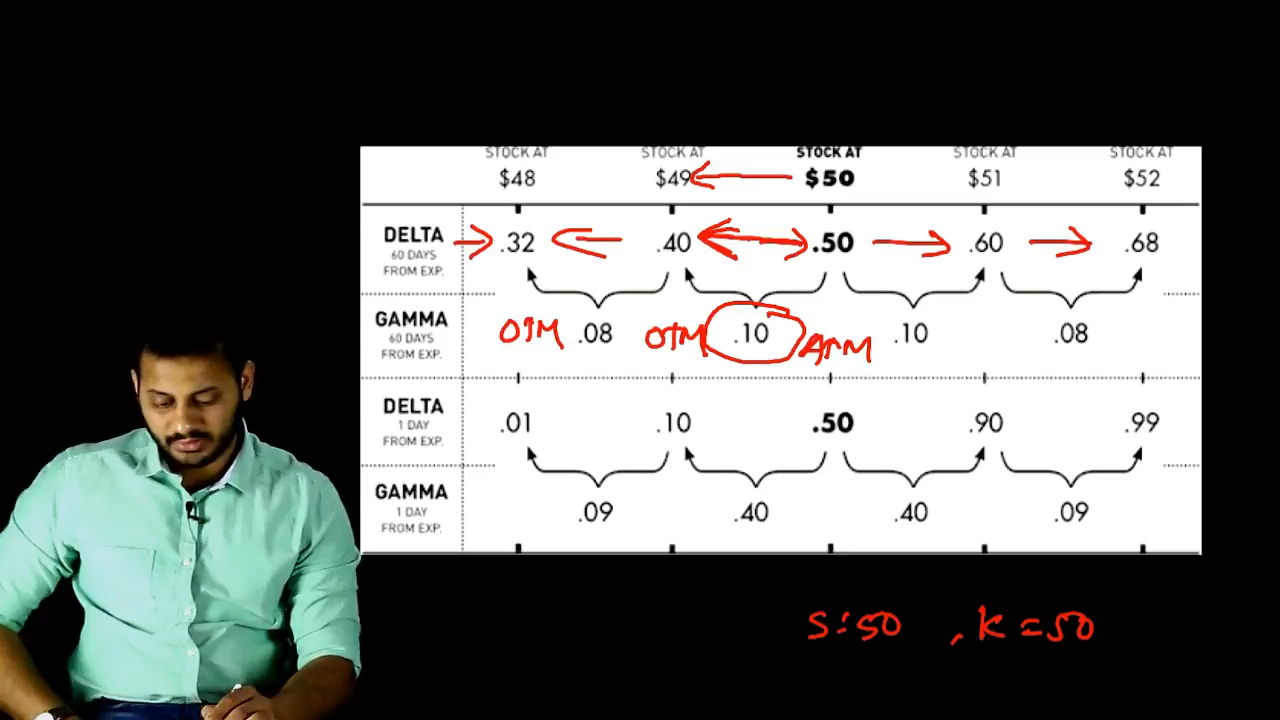 STOCK AT STOCK AT STOCK AT STOCK AT STOCK AT
$48 $49 $50 $51 $52
DELTA .32 .40 .50 .60 .68
60 DAYS
FROM EXP.
GAMMA OTM .08 OTM .10 ATM .10 .08
60 DAYS
FROM EXP.
DELTA .01 .10 .50 .90 .99
1 DAY
FROM EXP.
GAMMA .09 .40 .40 .09
1 DAY
FROM EXP.
S:50 , K=50